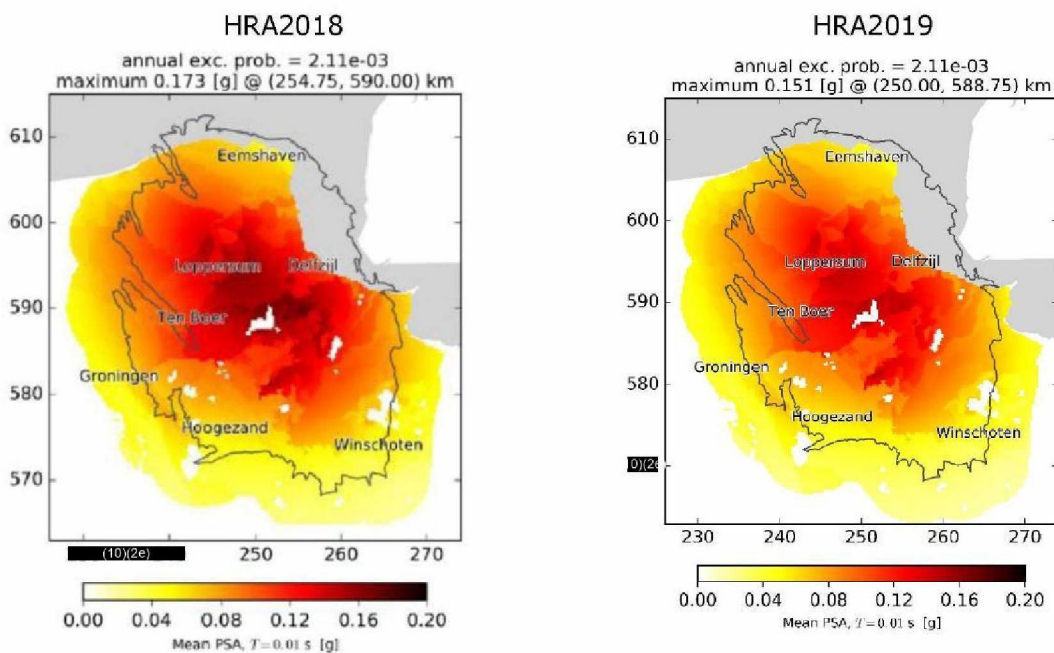 HRA2018
annual exc. prob. = 2.11e-03
maximum 0.173 [g] @ (254.75, 590.00) km
610
600
590
580
570
Eemshaven
Loppersum
Delfzijl
Ten Boer
Groningen
Hoogezand
Winschoten
(10)(2e)
250
260
270
0.00 0.04 0.08 0.12 0.16 0.20
Mean PSA, T=0.01 s [g]
HRA2019
annual exc. prob. = 2.11e-03
maximum 0.151 [g] @ (250.00, 588.75) km
610
600
590
580
0)(2e
Eemshaven
Loppersum
Delfzijl
Ten Boer
Groningen
Hoogezand
Winschoten
230 240 250 260 270
0.00 0.04 0.08 0.12 0.16 0.20
Mean PSA, T=0.01 s [g]